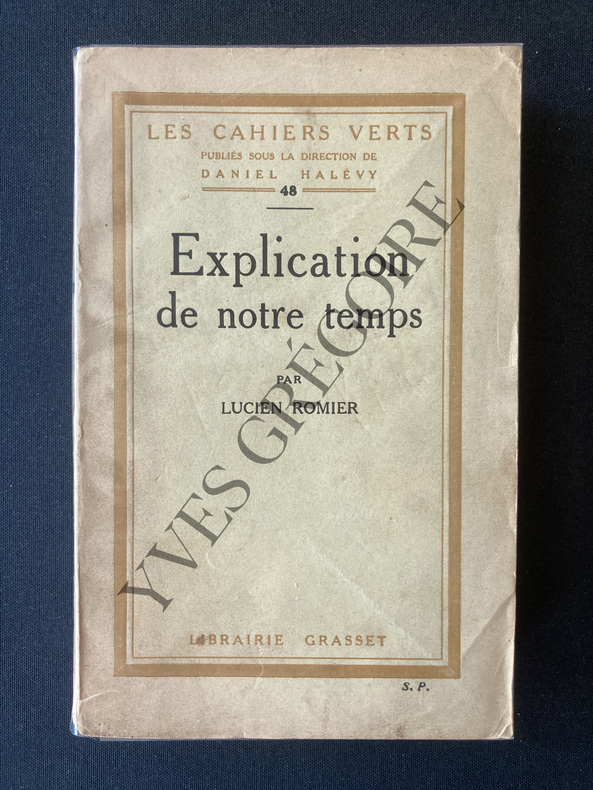 LES CAHIERS VERTS
PUBLIÉS SOUS LA DIRECTION DE
DANIEL HALÉVY
48
Explication
de notre temps
PAR
LUCIEN ROMIER
LIBRAIRIE GRASSET
S. P.
YVES GRÉGOIRE